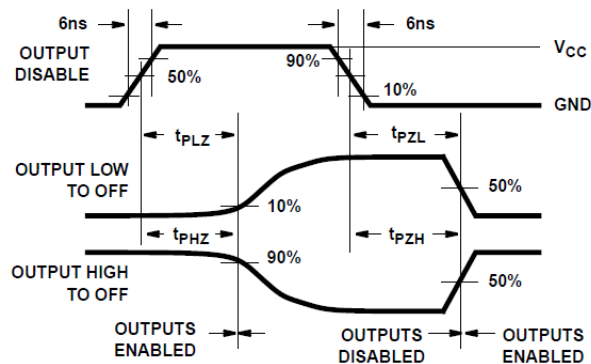 6ns
6ns
OUTPUT
DISABLE
50%
90%
10%
VCC
GND
tPLZ
tPZL
OUTPUT LOW
TO OFF
10%
50%
tPHZ
tPZH
OUTPUT HIGH
TO OFF
90%
50%
OUTPUTS
ENABLED
OUTPUTS
DISABLED
OUTPUTS
ENABLED